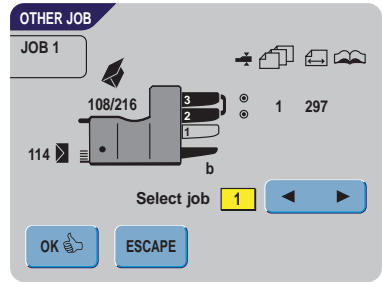 OTHER JOB
JOB 1
108/216
3
2
1
1 297
114
b
Select job 1
OK ESCAPE